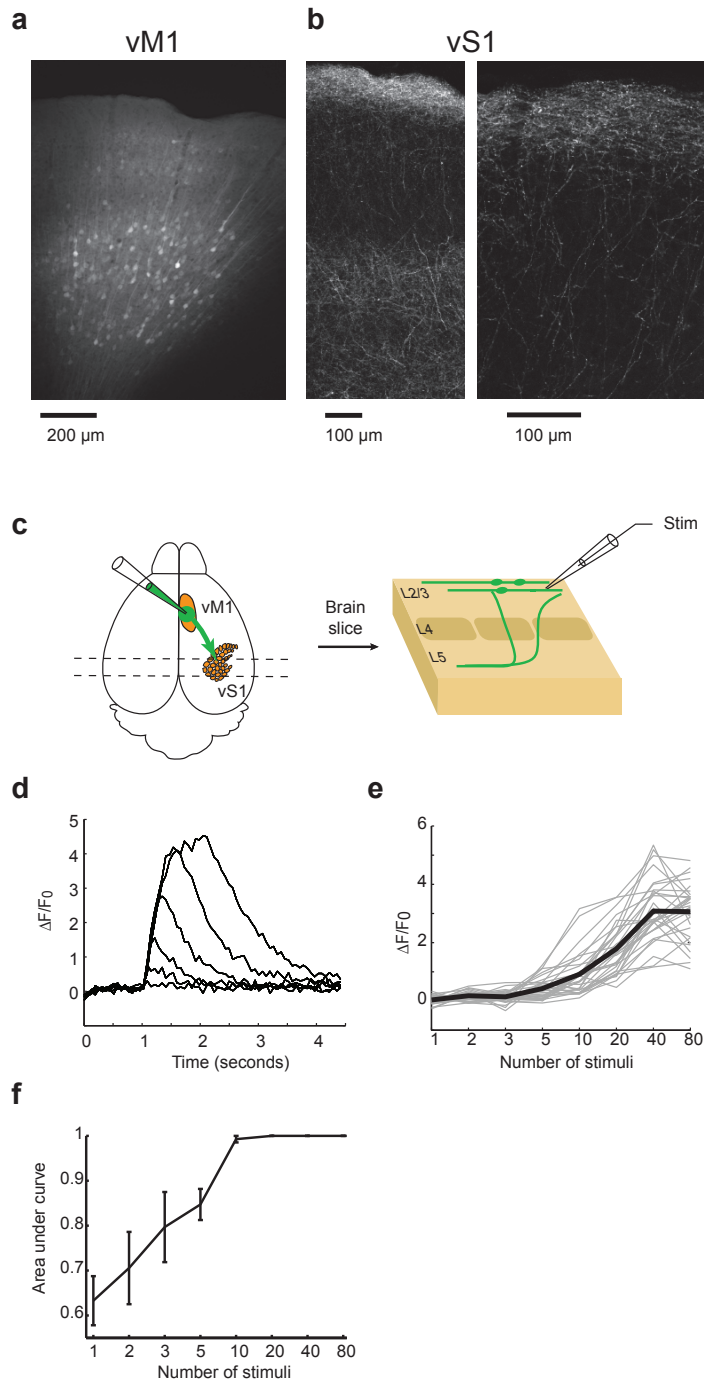 a
vM1
b
vS1
200 µm
100 µm
100 µm
c
vM1
vS1
Brain
slice
Stim
L2/3
L4
L5
d
5
4
3
2
1
0
ΔF/F0
0
1
2
3
4
Time (seconds)
e
6
4
2
0
ΔF/F0
1
2
3
5
10
20
40
80
Number of stimuli
f
1
0.9
0.8
0.7
0.6
Area under curve
1
2
3
5
10
20
40
80
Number of stimuli